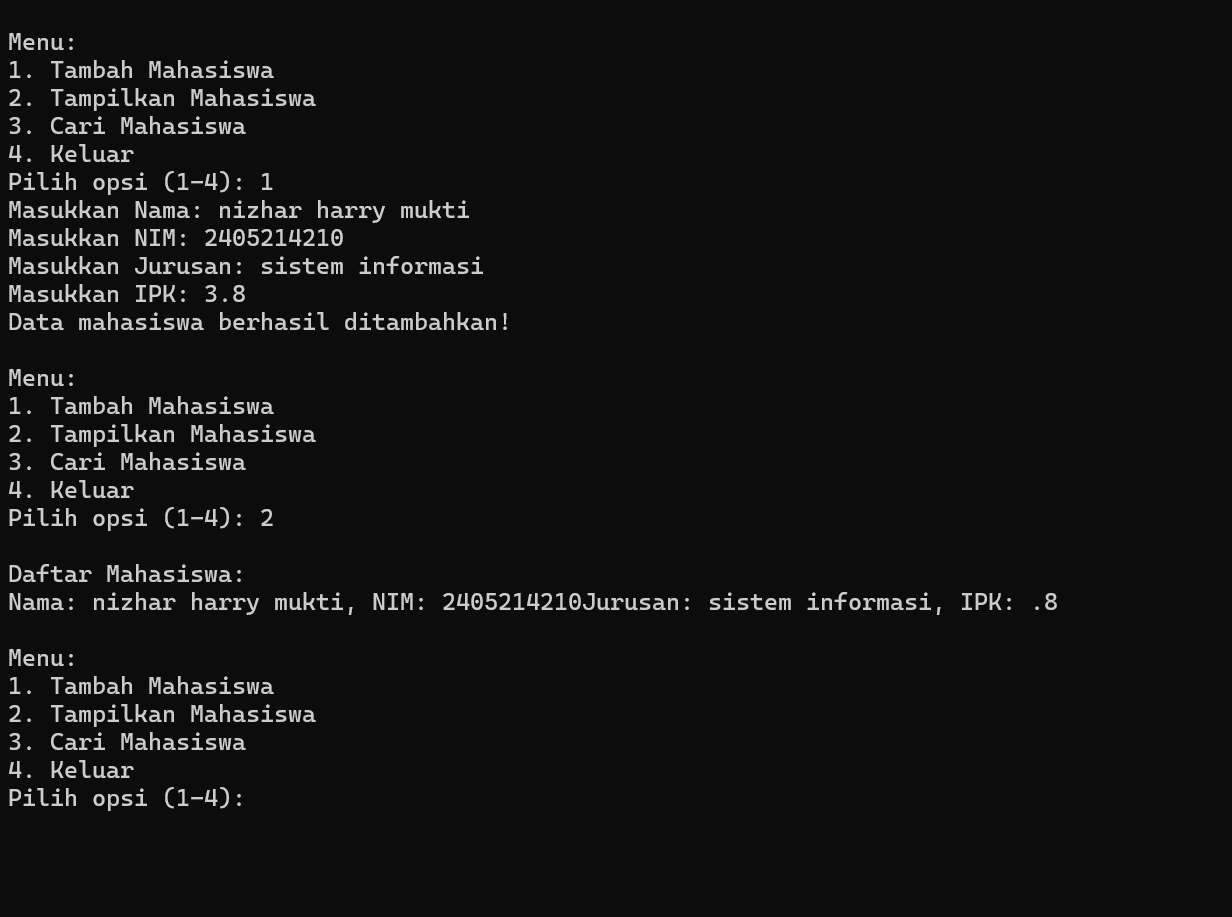 Menu:
1. Tambah Mahasiswa
2. Tampilkan Mahasiswa
3. Cari Mahasiswa
4. Keluar
Pilih opsi (1-4): 1
Masukkan Nama: nizhar harry mukti
Masukkan NIM: 2405214210
Masukkan Jurusan: sistem informasi
Masukkan IPK: 3.8
Data mahasiswa berhasil ditambahkan!
Menu:
1. Tambah Mahasiswa
2. Tampilkan Mahasiswa
3. Cari Mahasiswa
4. Keluar
Pilih opsi (1-4): 2
Daftar Mahasiswa:
Nama: nizhar harry mukti, NIM: 2405214210Jurusan: sistem informasi, IPK: .8
Menu:
1. Tambah Mahasiswa
2. Tampilkan Mahasiswa
3. Cari Mahasiswa
4. Keluar
Pilih opsi (1-4):